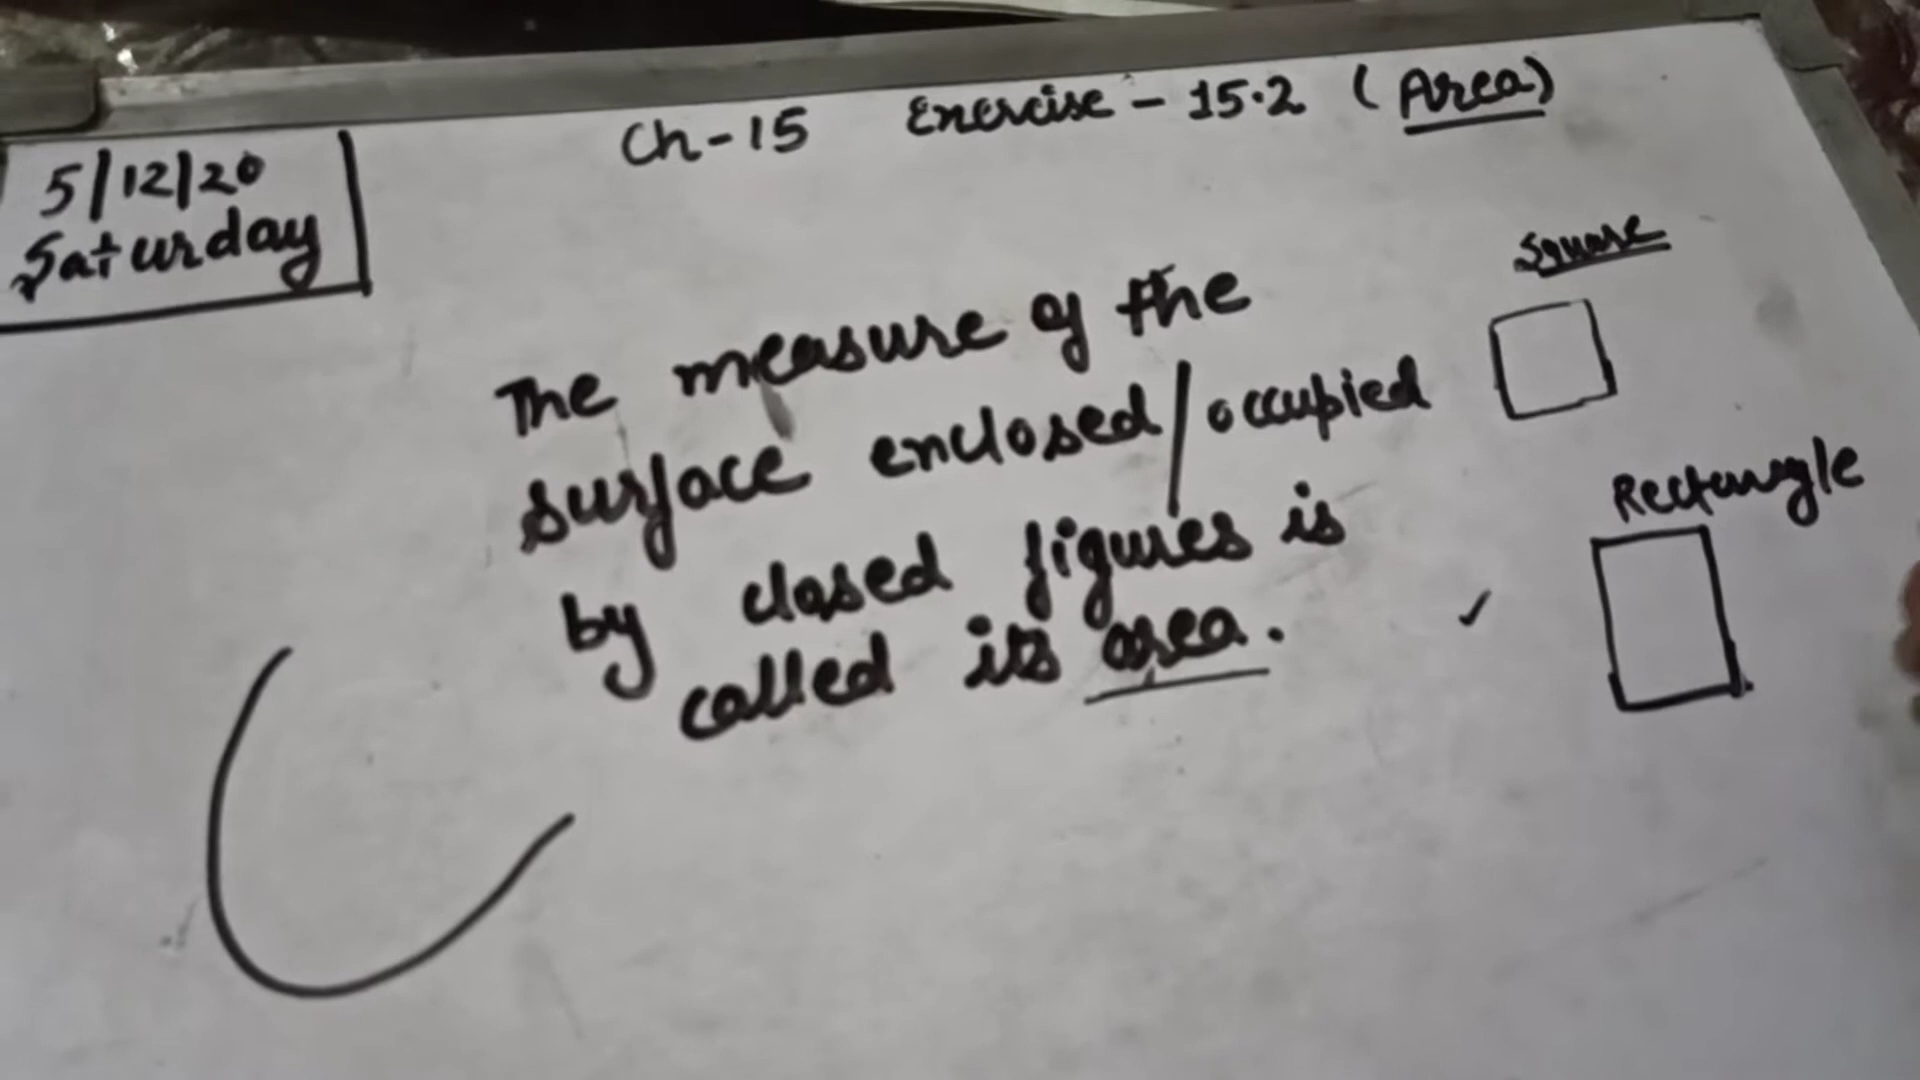 Ch-15 Exercise - 15.2 (Area)
5/12/20
Saturday
The measure of the
surface enclosed/occupied
by closed figures is
called its area.
Square
Rectangle